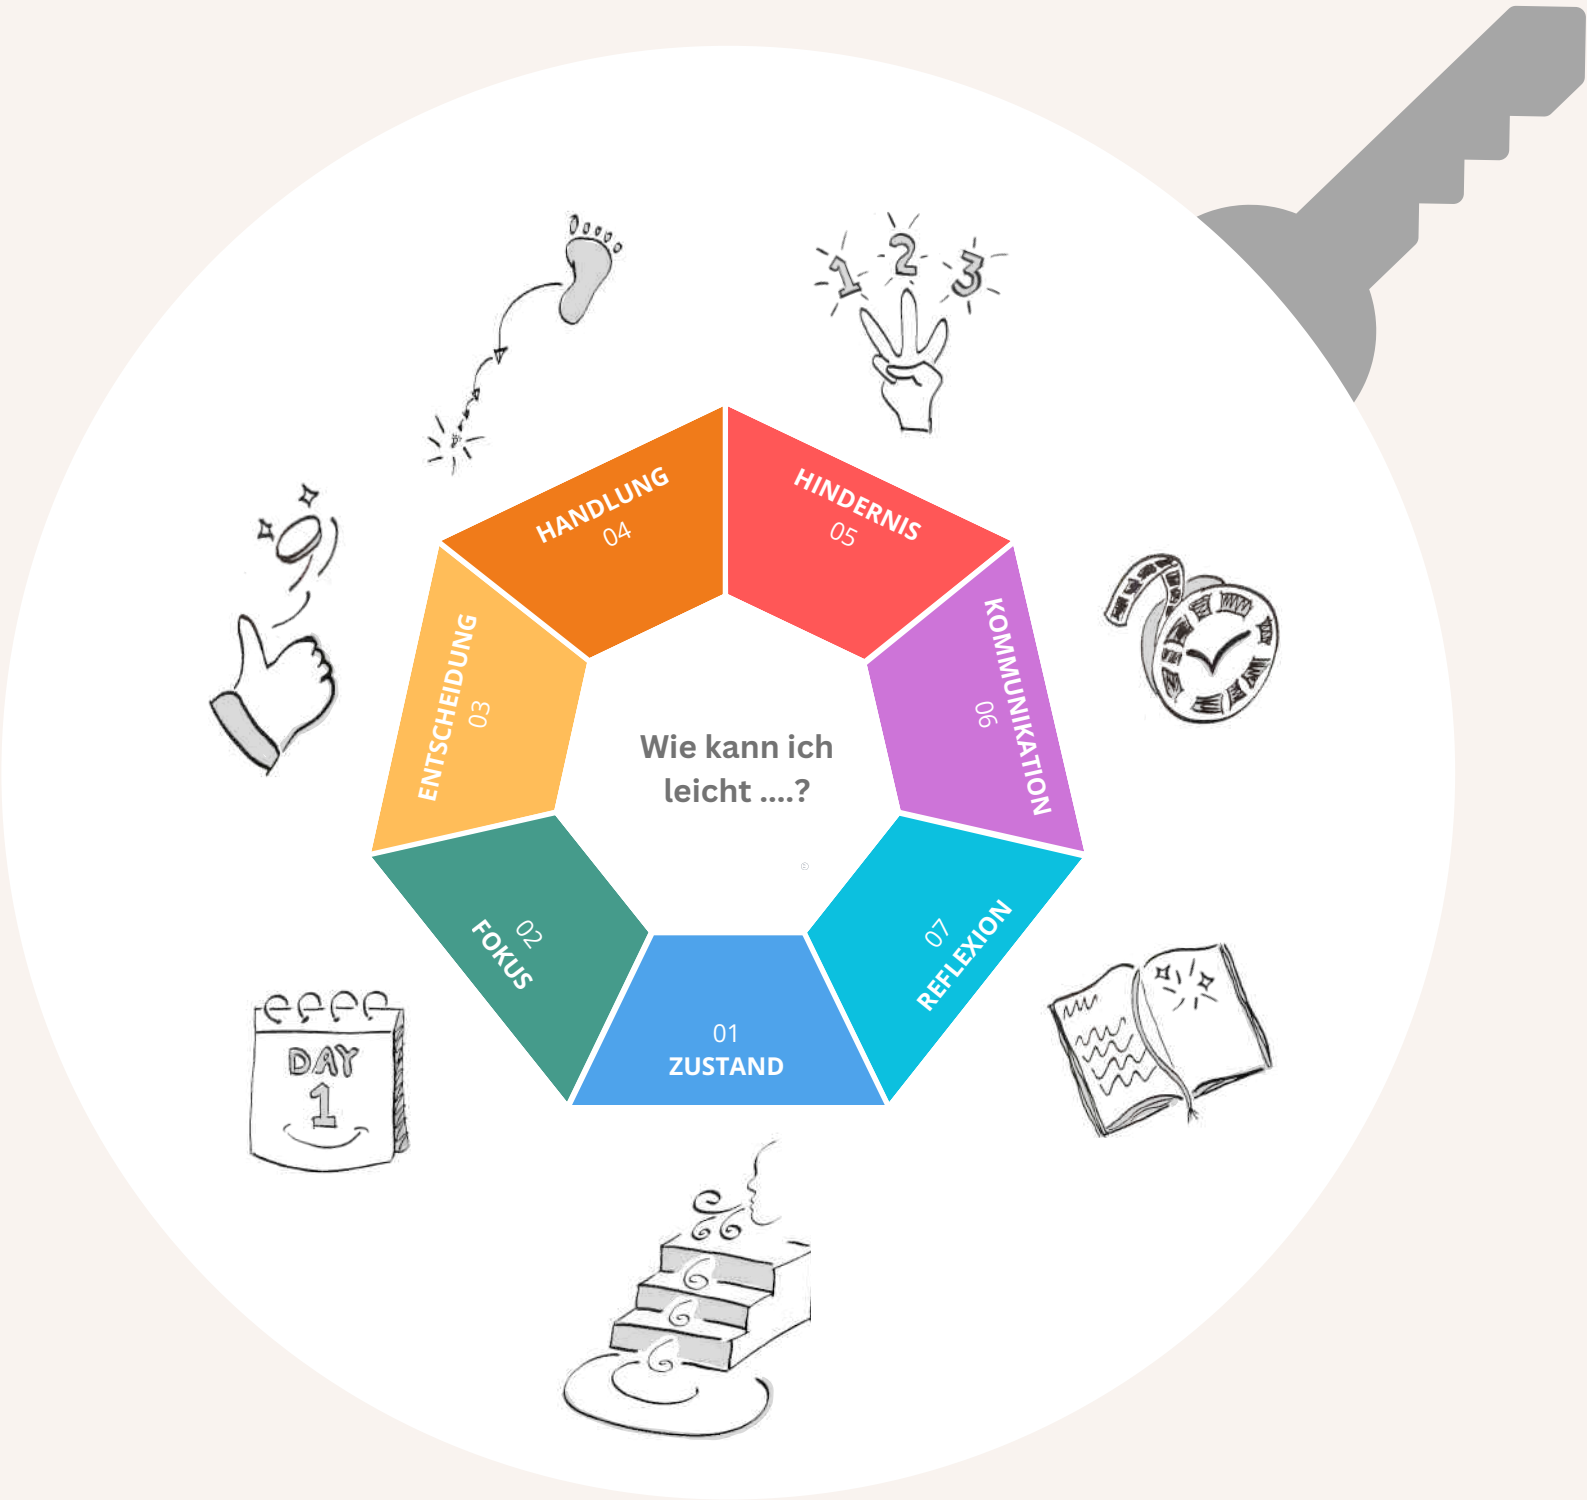 1
2
3
HANDLUNG
04
HINDERNIS
05
ENTSCHEIDUNG
03
KOMMUNIKATION
06
Wie kann ich
leicht ....?
©
02
FOKUS
07
REFLEXION
01
ZUSTAND
DAY
1